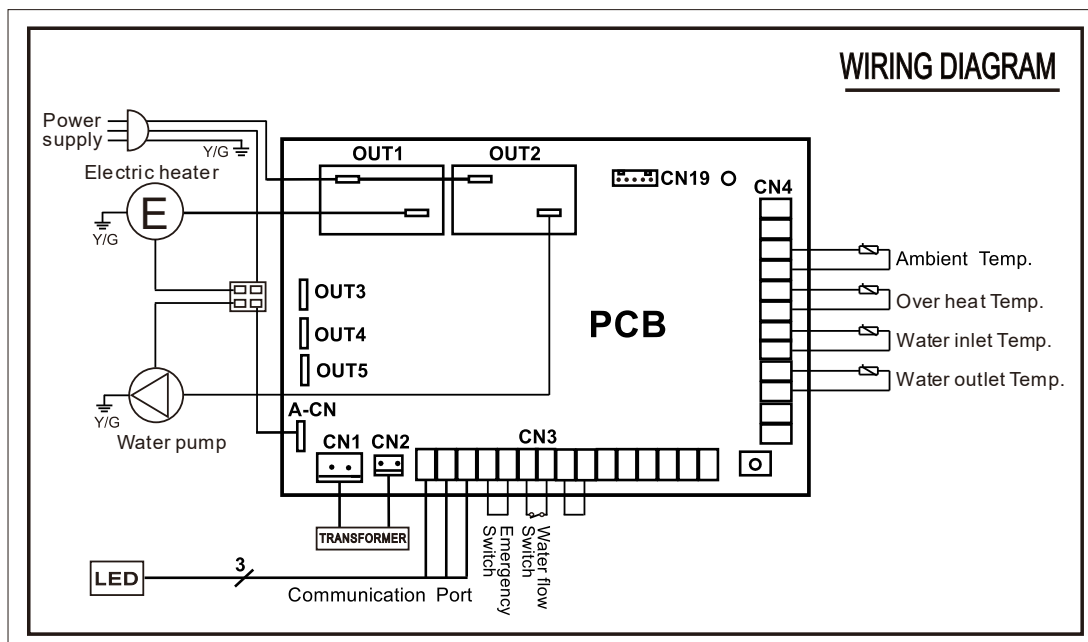 WIRING DIAGRAM
Power
supply
Y/G
Electric heater
E
Y/G
OUT1
OUT2
CN19
CN4
Ambient Temp.
Over heat Temp.
Water inlet Temp.
Water outlet Temp.
OUT3
OUT4
OUT5
PCB
A-CN
Y/G
Water pump
CN1
CN2
CN3
TRANSFORMER
Emergency
Switch
Water flow
Switch
LED
3
Communication Port